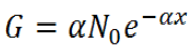 G = αN₀e^{-αx}